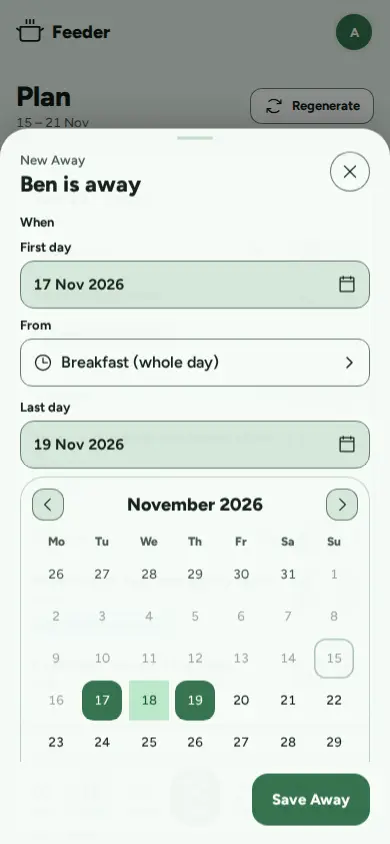 Feeder
A
Plan
15 – 21 Nov
Regenerate
New Away
Ben is away
When
First day
17 Nov 2026
From
Breakfast (whole day)
Last day
19 Nov 2026
November 2026
Mo Tu We Th Fr Sa Su
26 27 28 29 30 31 1
2 3 4 5 6 7 8
9 10 11 12 13 14 15
16 17 18 19 20 21 22
23 24 25 26 27 28 29
Save Away